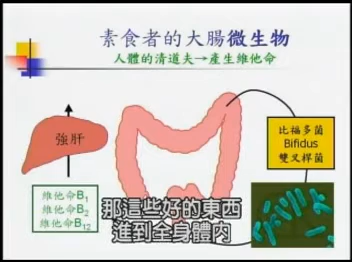 素食者的大腸微生物
人體的清道夫→產生維他命
強肝
比福多菌
Bifidus
雙叉桿菌
維他命B1
維他命B2
維他命B12
那這些好的東西
進到全身體內